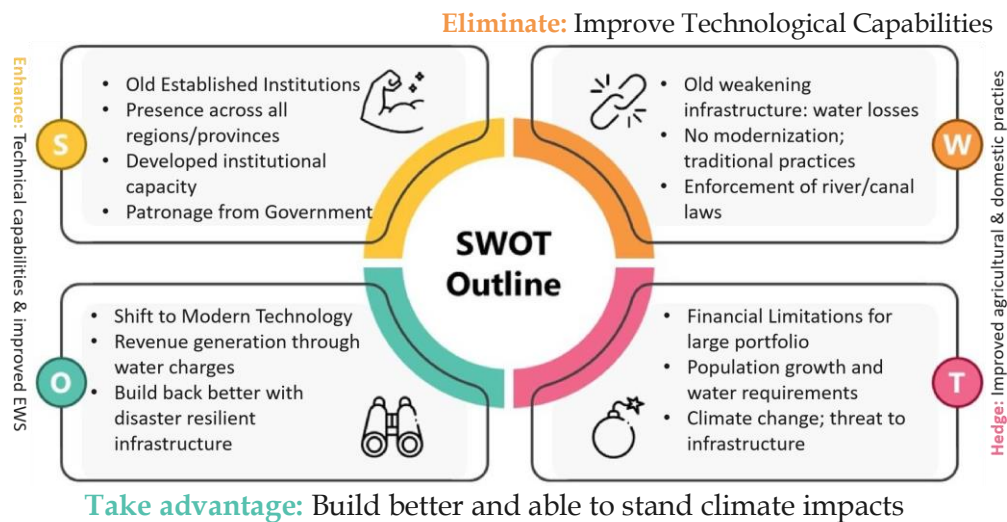 Eliminate: Improve Technological Capabilities
Enhance: Technical capabilities & improved EWS
S
• Old Established Institutions
• Presence across all
regions/provinces
• Developed institutional
capacity
• Patronage from Government
• Old weakening
infrastructure: water losses
• No modernization;
traditional practices
• Enforcement of river/canal
laws
W
SWOT
Outline
O
• Shift to Modern Technology
• Revenue generation through
water charges
• Build back better with
disaster resilient
infrastructure
• Financial Limitations for
large portfolio
• Population growth and
water requirements
• Climate change; threat to
infrastructure
T
Hedge: Improved agricultural & domestic practies
Take advantage: Build better and able to stand climate impacts